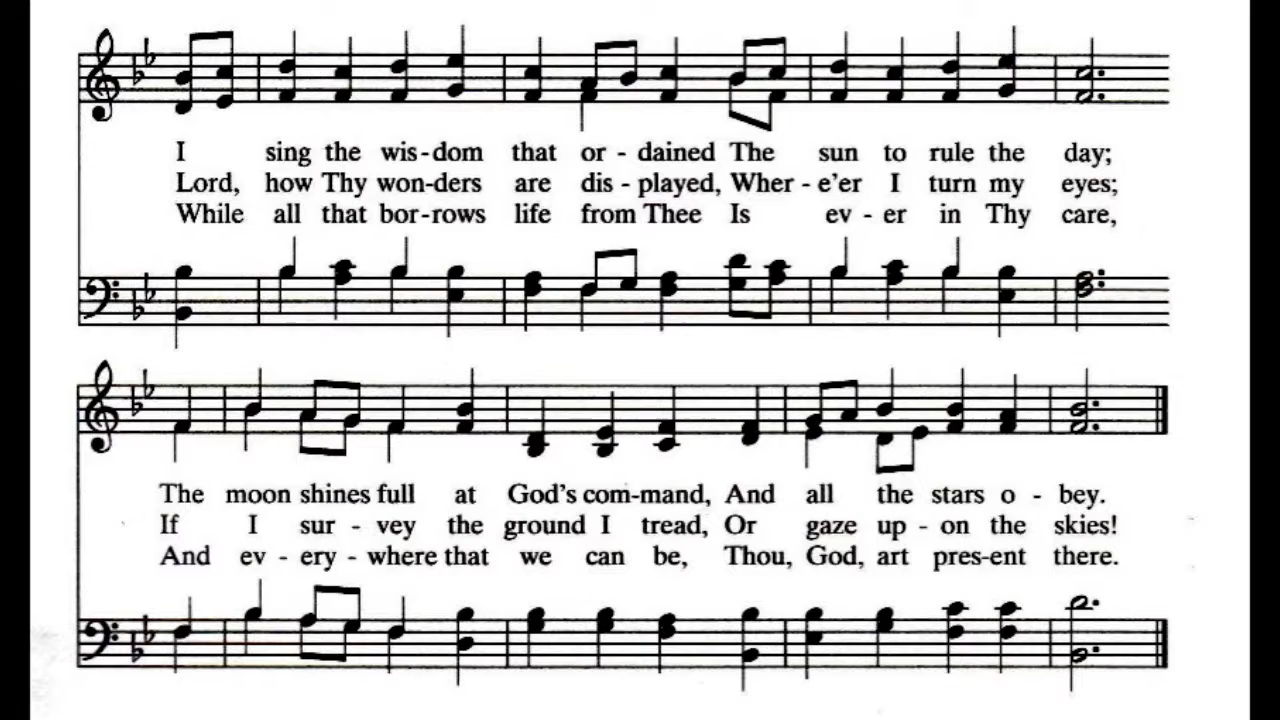 I sing the wis-dom that or - dained The sun to rule the day;
Lord, how Thy won-ders are dis - played, Wher - e'er I turn my eyes;
While all that bor-rows life from Thee Is ev - er in Thy care,
The moon shines full at God's com-mand, And all the stars o - bey.
If I sur - vey the ground I tread, Or gaze up - on the skies!
And ev - ery - where that we can be, Thou, God, art pres-ent there.